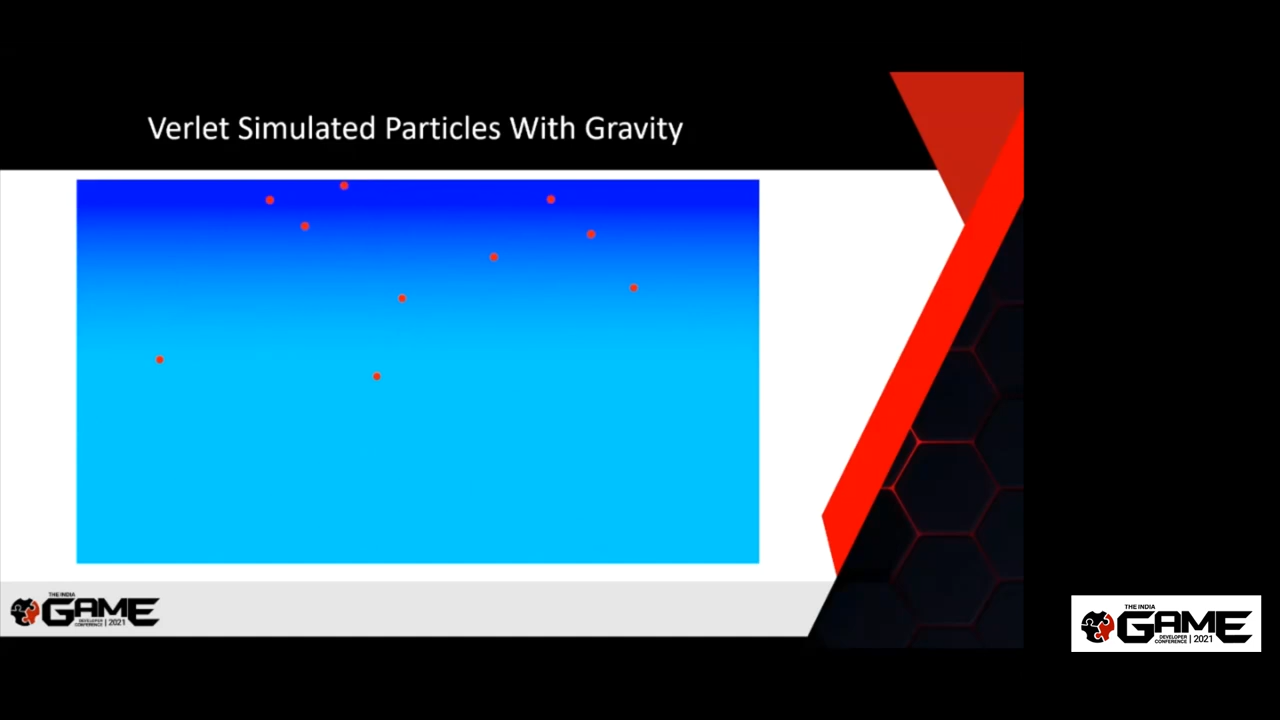 Verlet Simulated Particles With Gravity
THE INDIA
GAME
DEVELOPER
CONFERENCE | 2021
THE INDIA
GAME
DEVELOPER
CONFERENCE | 2021